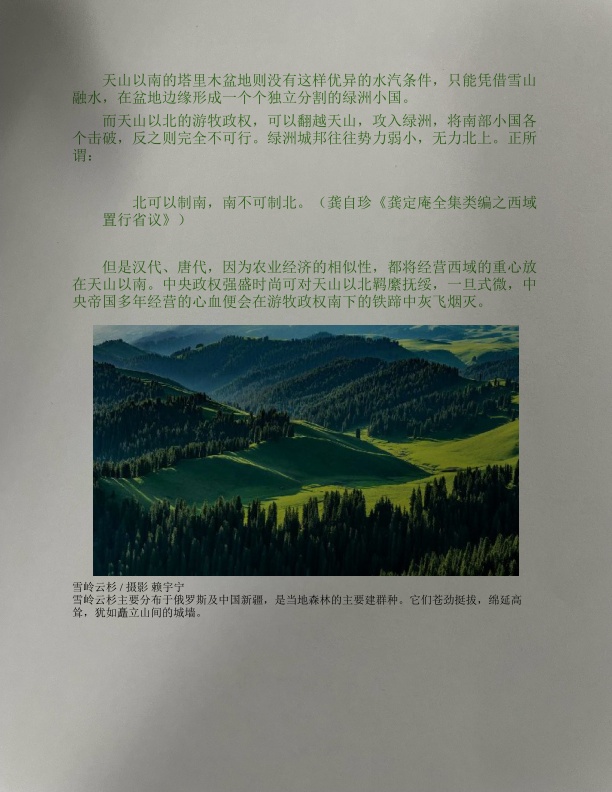 天山以南的塔里木盆地则没有这样优异的水汽条件，只能凭借雪山
融水，在盆地边缘形成一个个独立分割的绿洲小国。
而天山以北的游牧政权，可以翻越天山，攻入绿洲，将南部小国各
个击破，反之则完全不可行。绿洲城邦往往势力弱小，无力北上。正所
谓：
北可以制南，南不可制北。（龚自珍《龚定庵全集类编之西域
置行省议》）
但是汉代、唐代，因为农业经济的相似性，都将经营西域的重心放
在天山以南。中央政权强盛时尚可对天山以北羁縻抚绥，一旦式微，中
央帝国多年经营的心血便会在游牧政权南下的铁蹄中灰飞烟灭。
雪岭云杉 / 摄影 赖宇宁
雪岭云杉主要分布于俄罗斯及中国新疆，是当地森林的主要建群种。它们苍劲挺拔，绵延高
耸，犹如矗立山间的城墙。